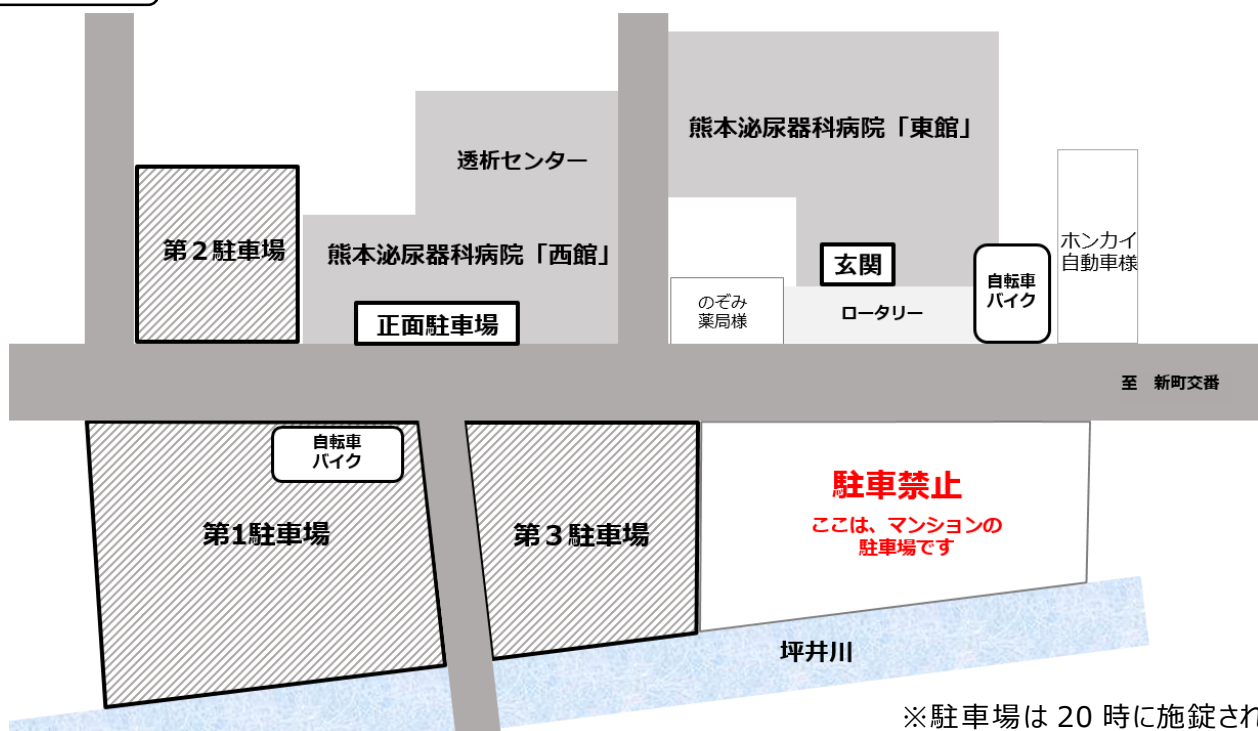 熊本泌尿器科病院「東館」
透析センター
第２駐車場
熊本泌尿器科病院「西館」
正面駐車場
のぞみ
薬局様
玄関
ロータリー
自転車
バイク
ホンカイ
自動車様
至　新町交番
自転車
バイク
第1駐車場
第３駐車場
駐車禁止
ここは、マンションの
駐車場です
坪井川
※駐車場は 20 時に施錠され